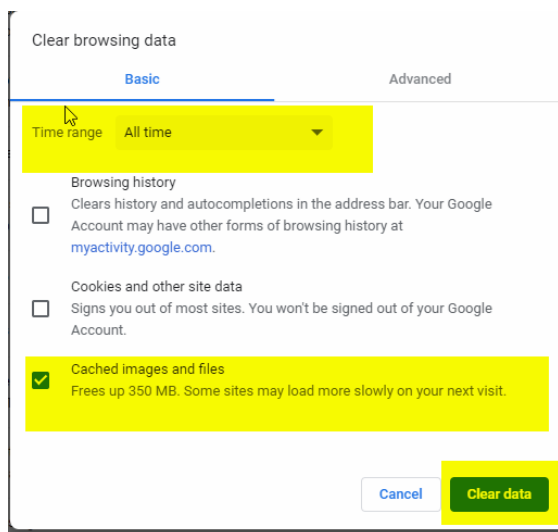 Clear browsing data
Basic Advanced
Time range All time
Browsing history
Clears history and autocompletions in the address bar. Your Google
Account may have other forms of browsing history at
myactivity.google.com.
Cookies and other site data
Signs you out of most sites. You won't be signed out of your Google
Account.
Cached images and files
Frees up 350 MB. Some sites may load more slowly on your next visit.
Cancel Clear data